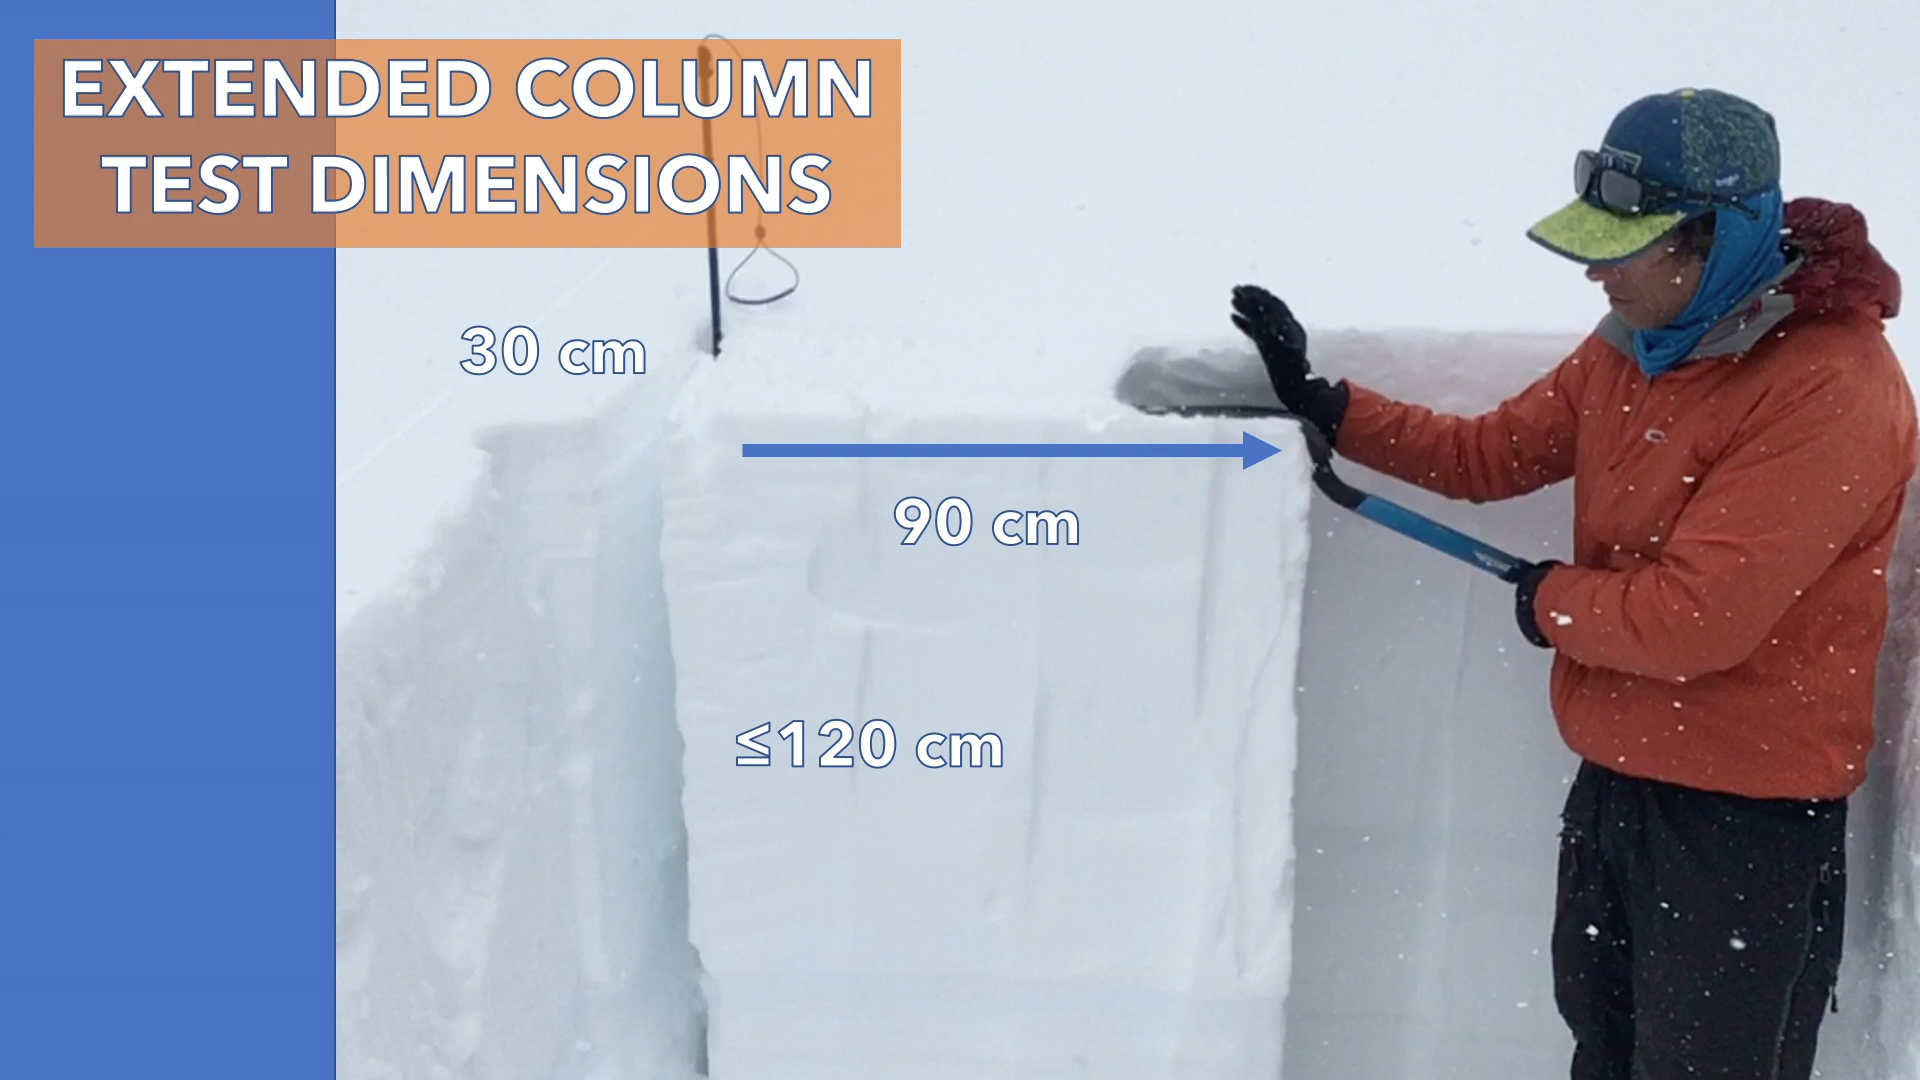 EXTENDED COLUMN
TEST DIMENSIONS
30 cm
90 cm
≤120 cm